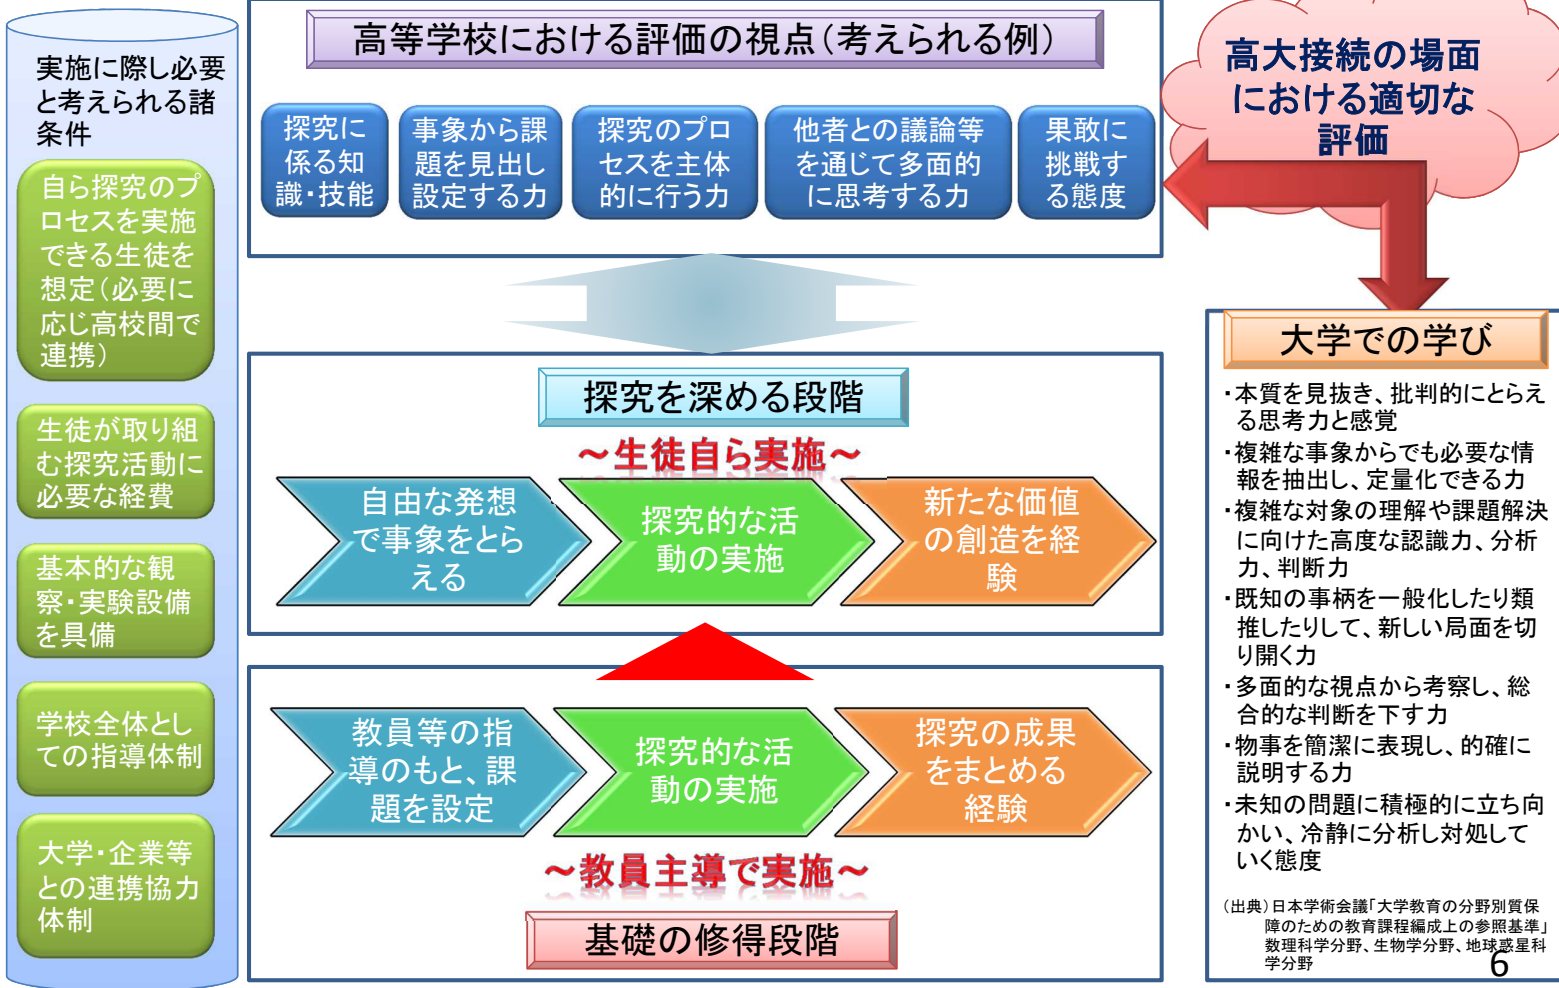 実施に際し必要
と考えられる諸
条件
自ら探究のプ
ロセスを実施
できる生徒を
想定（必要に
応じ高校間で
連携）
生徒が取り組
む探究活動に
必要な経費
基本的な観
察・実験設備
を具備
学校全体とし
ての指導体制
大学・企業等
との連携協力
体制
高等学校における評価の視点（考えられる例）
探究に
係る知
識・技能
事象から課
題を見出し
設定する力
探究のプロ
セスを主体
的に行う力
他者との議論等
を通じて多面的
に思考する力
果敢に
挑戦す
る態度
探究を深める段階
～生徒自ら実施～
自由な発想
で事象をとら
える
探究的な活
動の実施
新たな価値
の創造を経
験
教員等の指
導のもと、課
題を設定
探究的な活
動の実施
探究の成果
をまとめる
経験
～教員主導で実施～
基礎の修得段階
高大接続の場面
における適切な
評価
大学での学び
・本質を見抜き、批判的にとらえ
る思考力と感覚
・複雑な事象からでも必要な情
報を抽出し、定量化できる力
・複雑な対象の理解や課題解決
に向けた高度な認識力、分析
力、判断力
・既知の事柄を一般化したり類
推したりして、新しい局面を切
り開く力
・多面的な視点から考察し、総
合的な判断を下す力
・物事を簡潔に表現し、的確に
説明する力
・未知の問題に積極的に立ち向
かい、冷静に分析し対処して
いく態度
（出典）日本学術会議「大学教育の分野別質保
障のための教育課程編成上の参照基準」
数理科学分野、生物学分野、地球惑星科
学分野
6